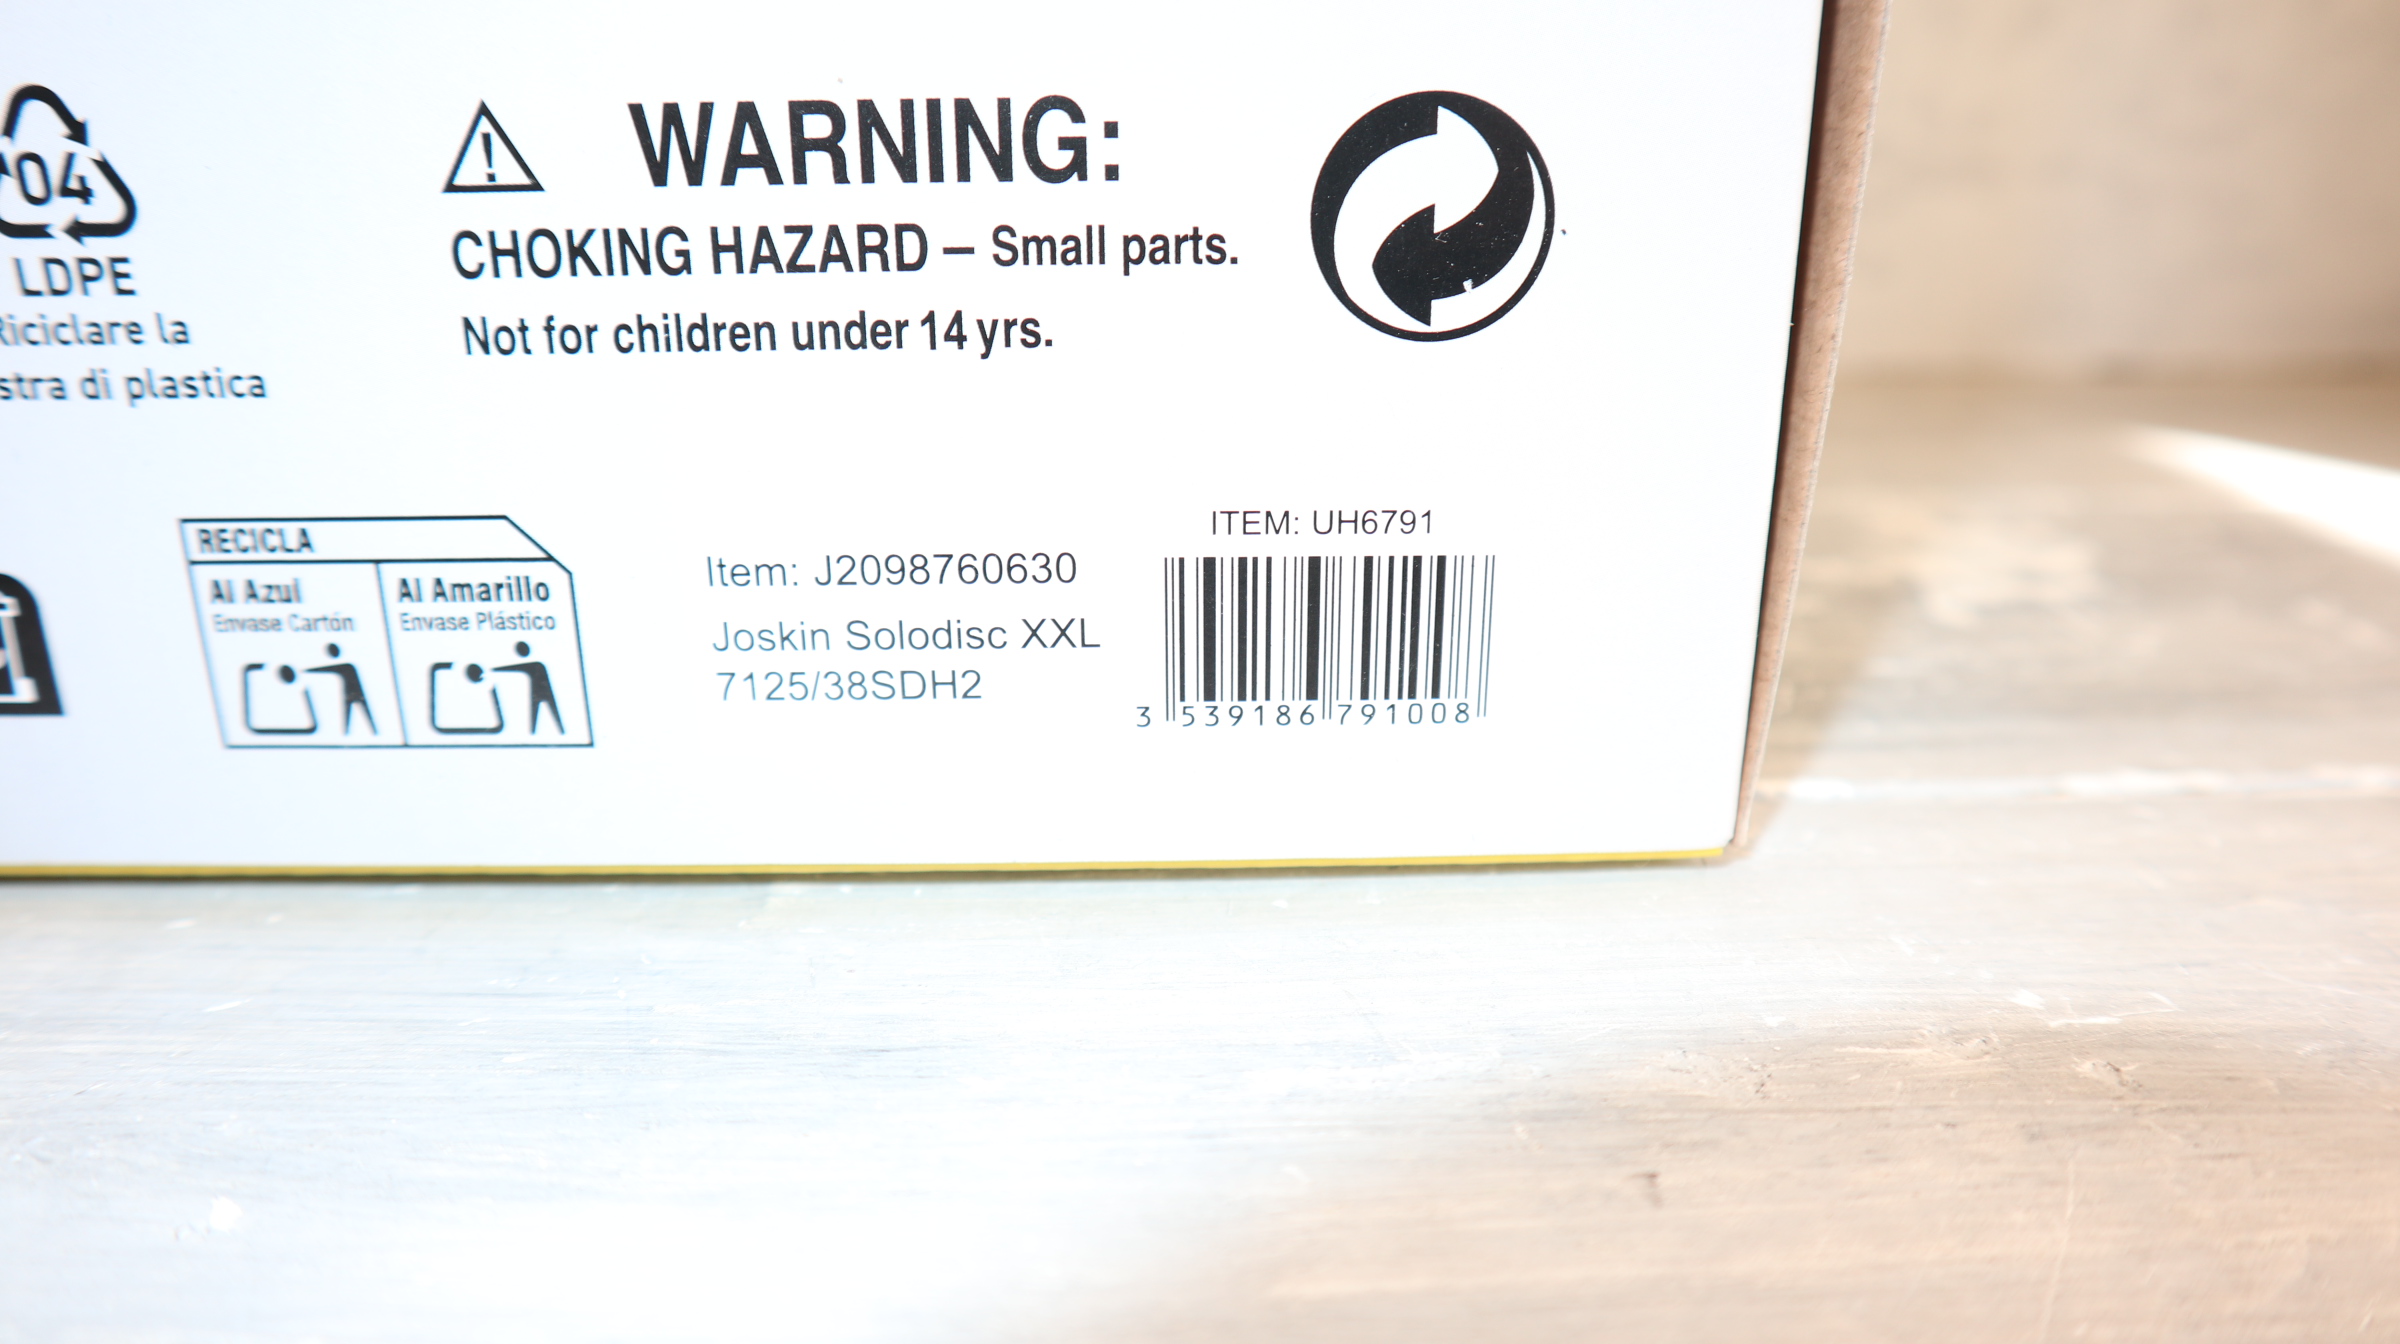 04
LDPE
Riciclare la
stra di plastica
WARNING:
CHOKING HAZARD – Small parts.
Not for children under 14 yrs.
RECICLA
Al Azul
Envase Cartón
Al Amarillo
Envase Plástico
Item: J2098760630
Joskin Solodisc XXL
7125/38SDH2
ITEM: UH6791
3 539186 791008